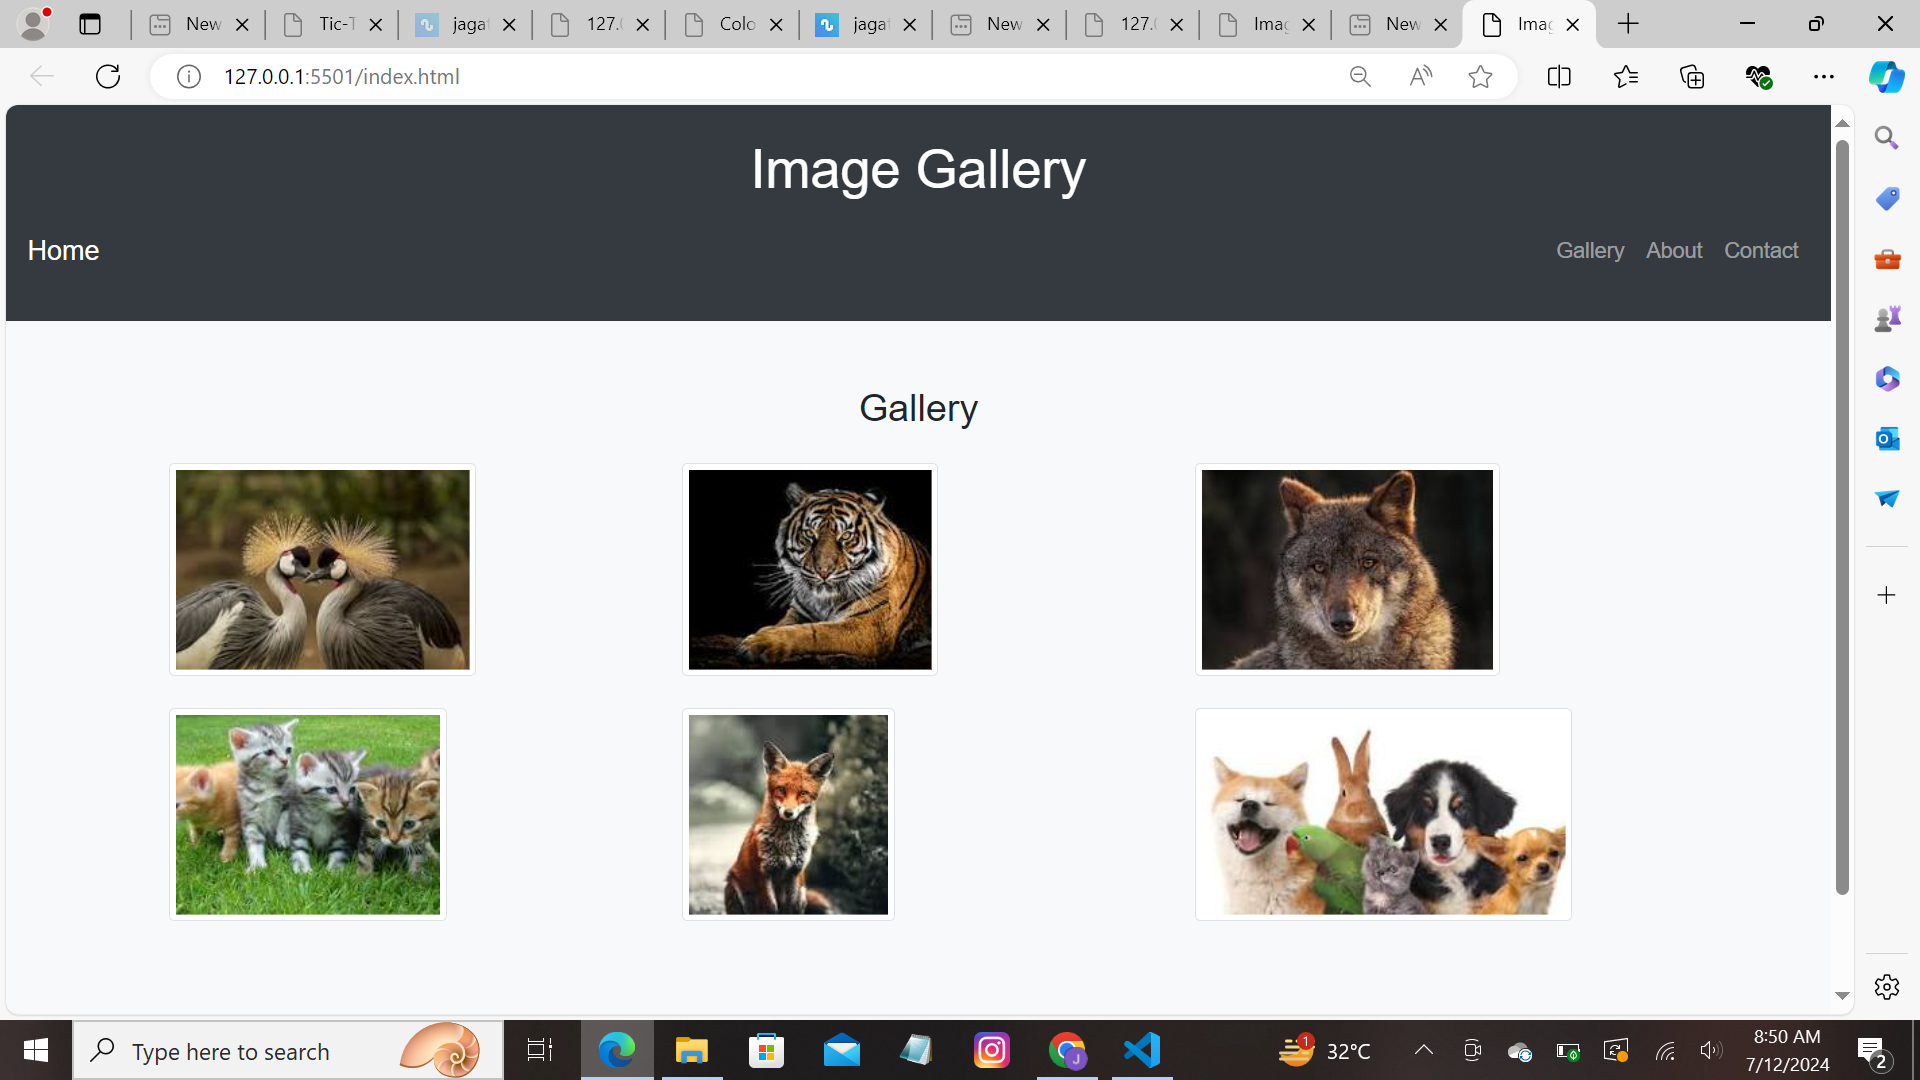 New
Tic-T
jaga
127.
Colo
jaga
New
127.
Imag
New
Imag
127.0.0.1:5501/index.html
Image Gallery
Home
Gallery About Contact
Gallery
Type here to search
1
32°C
8:50 AM
7/12/2024
2